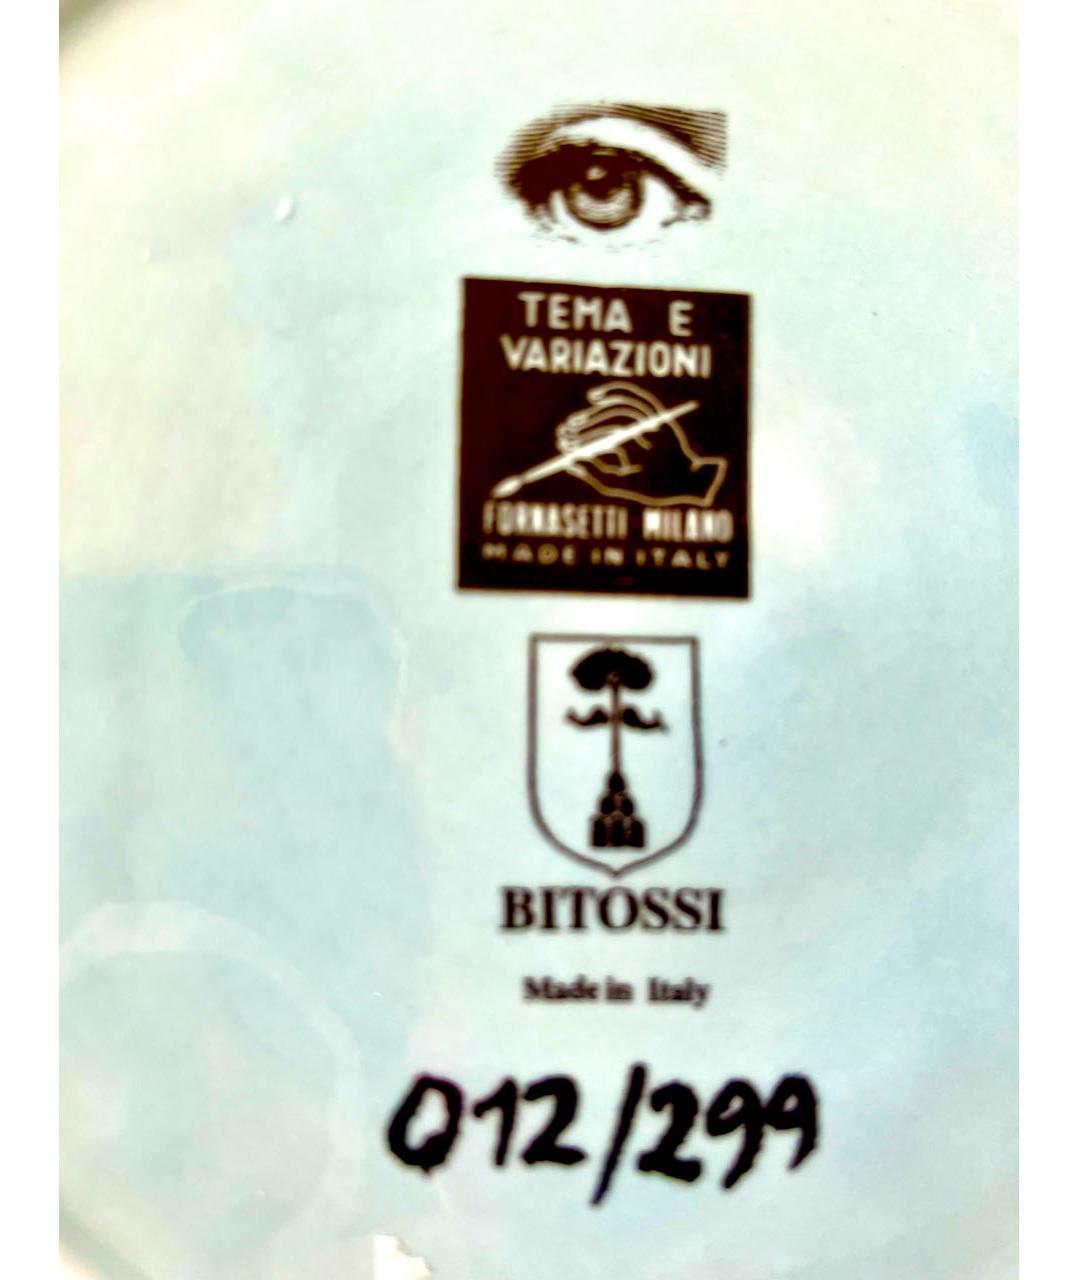 TEMA E
VARIAZIONI
FORNASETTI MILANO
MADE IN ITALY
BITOSSI
Made in Italy
012/299